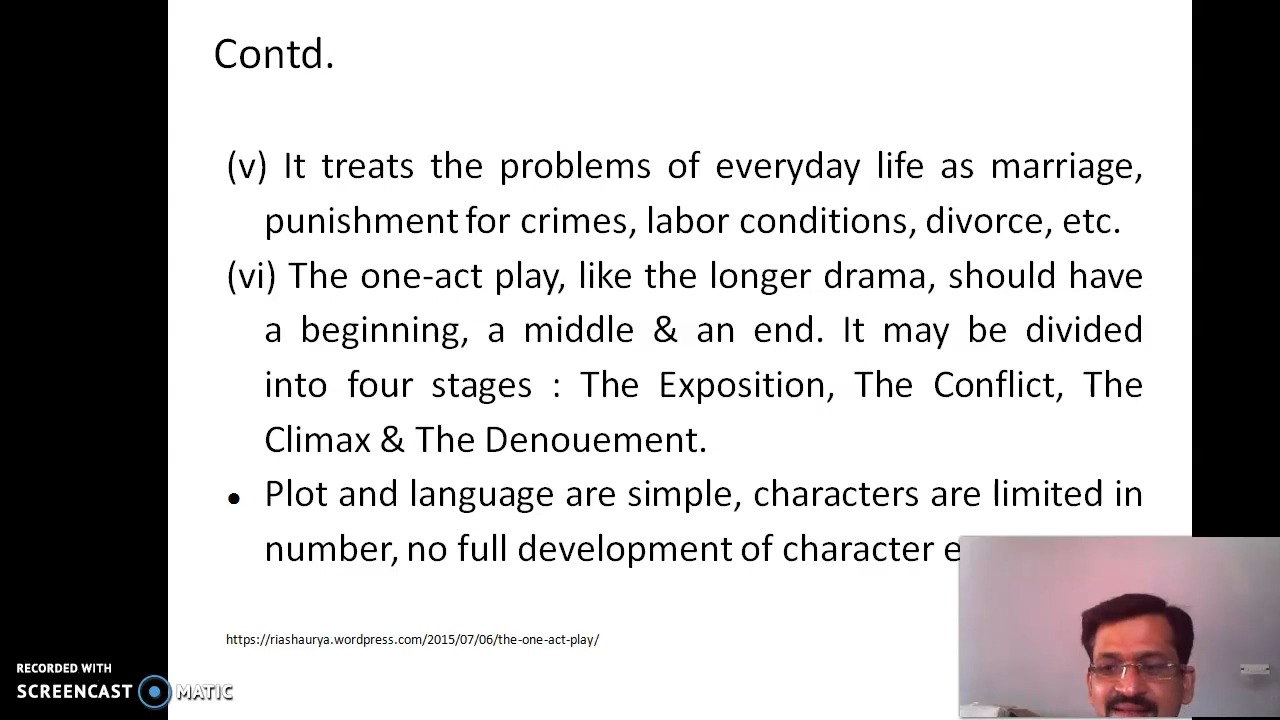 Contd.
(v) It treats the problems of everyday life as marriage,
punishment for crimes, labor conditions, divorce, etc.
(vi) The one-act play, like the longer drama, should have
a beginning, a middle & an end. It may be divided
into four stages : The Exposition, The Conflict, The
Climax & The Denouement.
● Plot and language are simple, characters are limited in
number, no full development of character
https://riashaurya.wordpress.com/2015/07/06/the-one-act-play/
RECORDED WITH
SCREENCAST MATIC